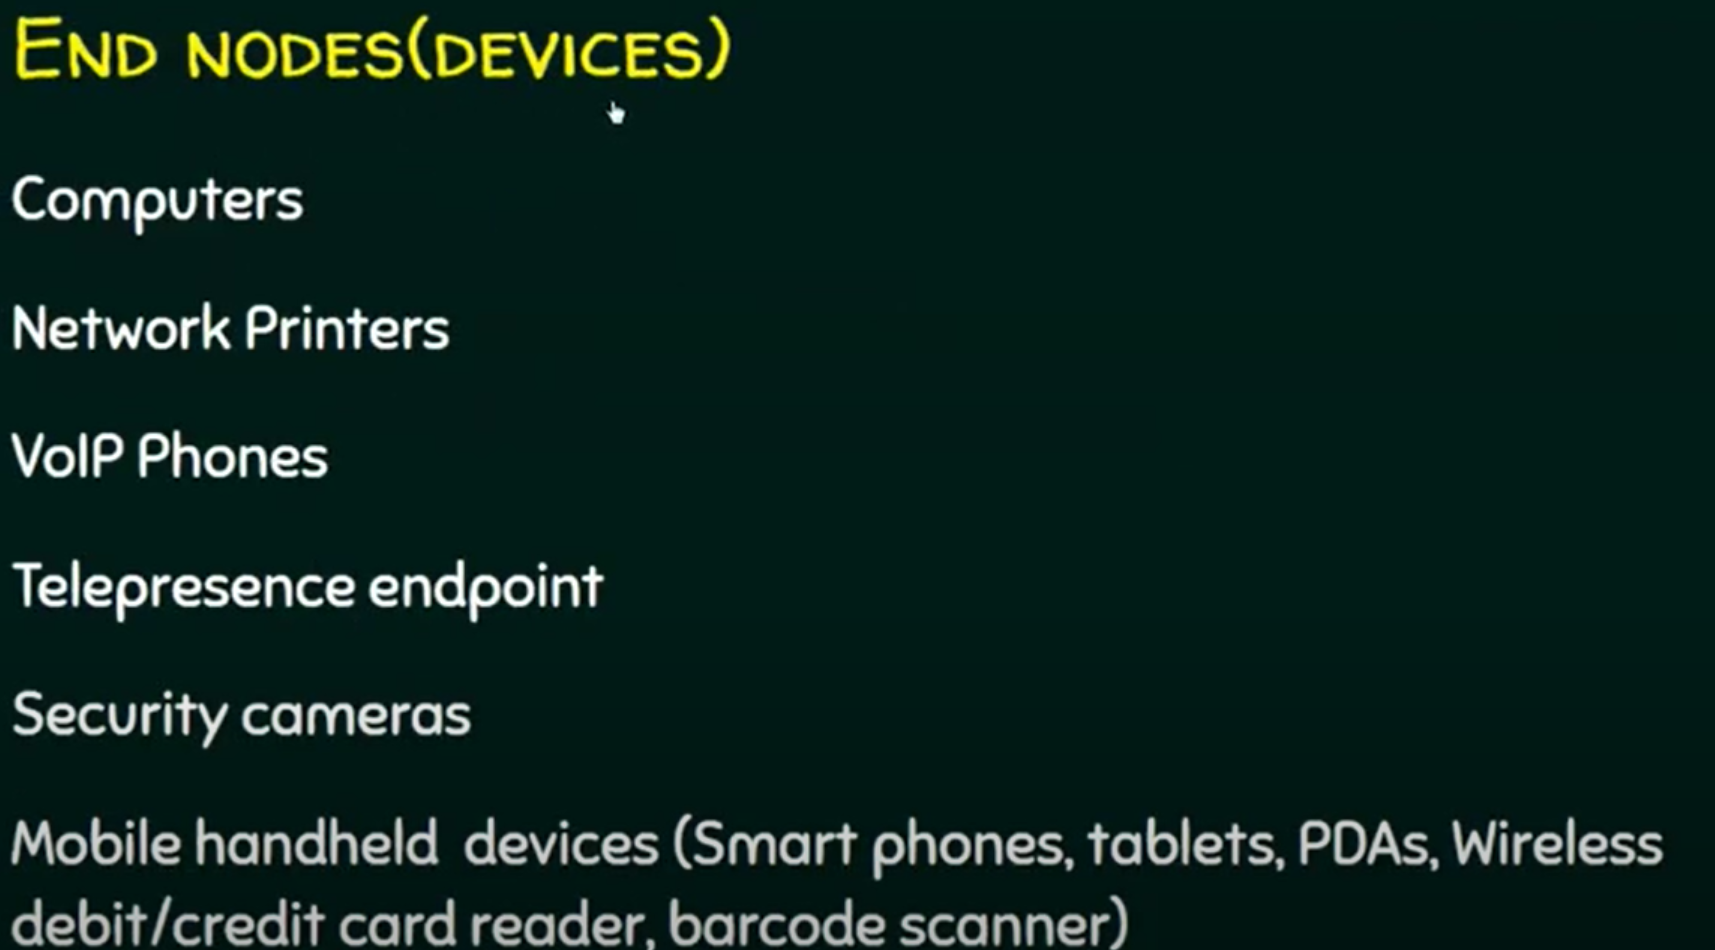 END NODES(DEVICES)
Computers
Network Printers
VoIP Phones
Telepresence endpoint
Security cameras
Mobile handheld devices (Smart phones, tablets, PDAs, Wireless
debit/credit card reader, barcode scanner)